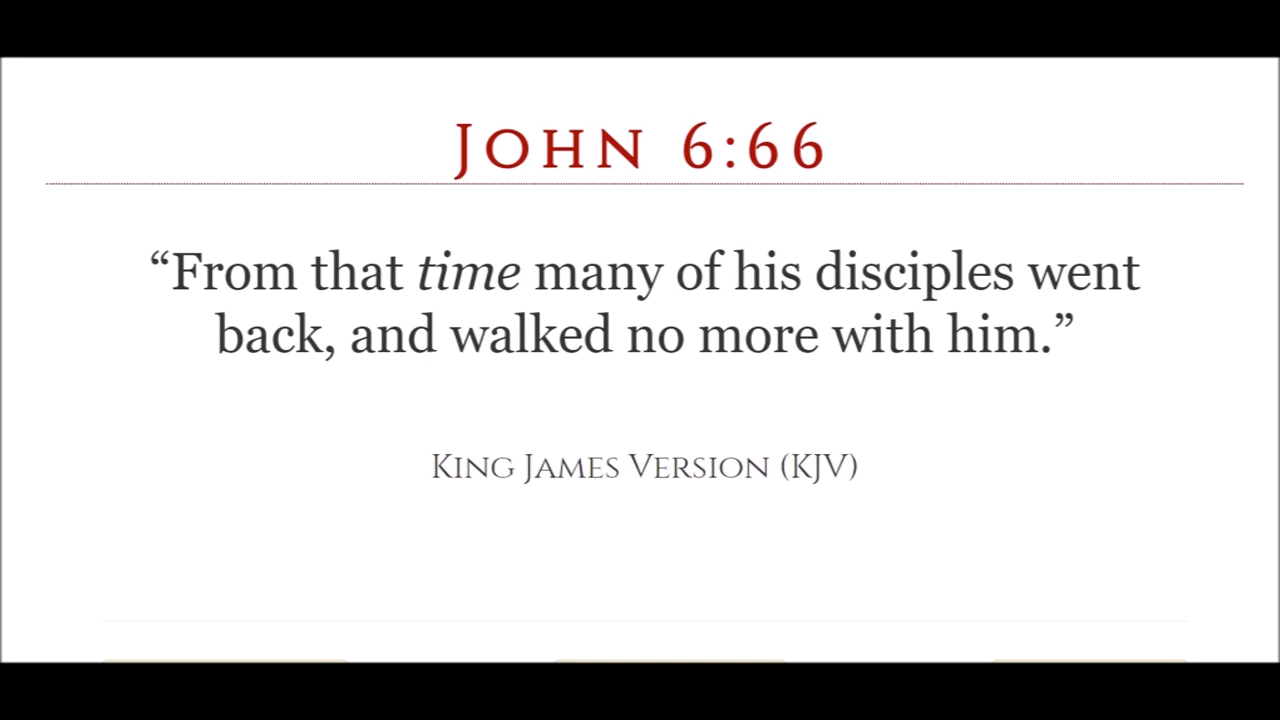 John 6:66
“From that time many of his disciples went
back, and walked no more with him.”
King James Version (KJV)